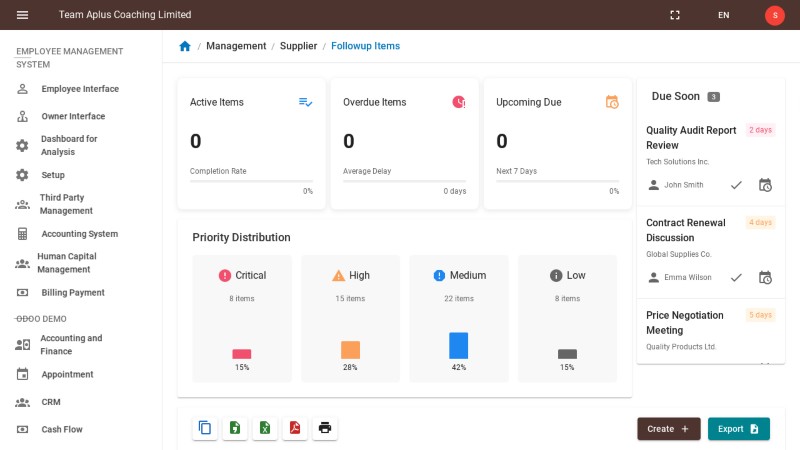 Team Aplus Coaching Limited
EN
S
EMPLOYEE MANAGEMENT
SYSTEM
Employee Interface
Owner Interface
Dashboard for
Analysis
Setup
Third Party
Management
Accounting System
Human Capital
Management
Billing Payment
ODOO DEMO
Accounting and
Finance
Appointment
CRM
Cash Flow
/ Management / Supplier / Followup Items
Active Items
0
Completion Rate
0%
Overdue Items
0
Average Delay
0 days
Upcoming Due
0
Next 7 Days
0%
Priority Distribution
Critical
8 items
15%
High
15 items
28%
Medium
22 items
42%
Low
8 items
15%
Due Soon 3
Quality Audit Report
Review
2 days
Tech Solutions Inc.
John Smith
Contract Renewal
Discussion
4 days
Global Supplies Co.
Emma Wilson
Price Negotiation
Meeting
5 days
Quality Products Ltd.
Create +
Export